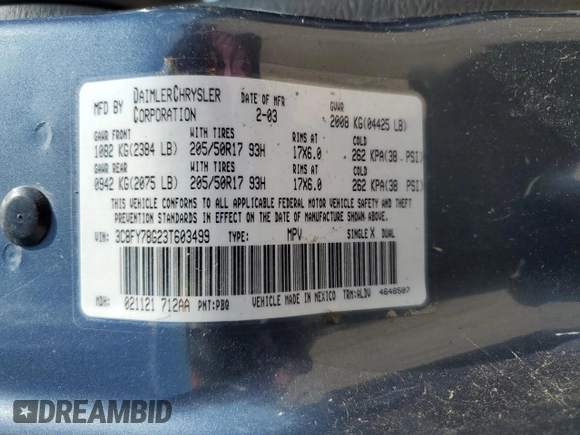 MFD BY DAIMLERCHRYSLER CORPORATION DATE OF MFR 2-03 GVWR 2008 KG(04425 LB)
GAWR FRONT WITH TIRES RIMS AT COLD
1082 KG(2384 LB) 205/50R17 93H 17X6.0 262 KPA(38 PSI)
GAWR REAR WITH TIRES RIMS AT COLD
0942 KG(2075 LB) 205/50R17 93H 17X6.0 262 KPA(38 PSI)
THIS VEHICLE CONFORMS TO ALL APPLICABLE FEDERAL MOTOR VEHICLE SAFETY AND THEFT
PREVENTION STANDARDS IN EFFECT ON THE DATE OF MANUFACTURE SHOWN ABOVE.
VIN: 3C8FY78G23T603499 TYPE: MPV SINGLE X DUAL
MDH: 021121 712AA PNT:PBQ VEHICLE MADE IN MEXICO TRM:ALDV 4648507
DREAMBID